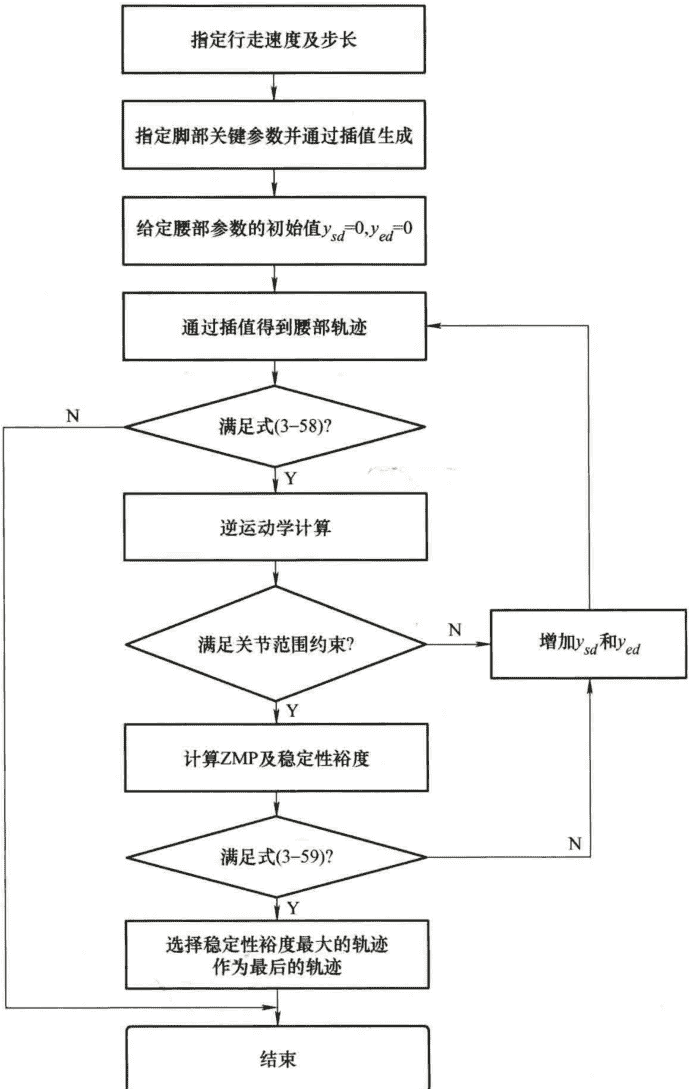 指定行走速度及步长
指定脚部关键参数并通过插值生成
给定腰部参数的初始值ysd=0,yed=0
通过插值得到腰部轨迹
N
满足式(3-58)?
Y
逆运动学计算
满足关节范围约束?
N
增加ysd和yed
Y
计算ZMP及稳定性裕度
满足式(3-59)?
N
Y
选择稳定性裕度最大的轨迹
作为最后的轨迹
结束